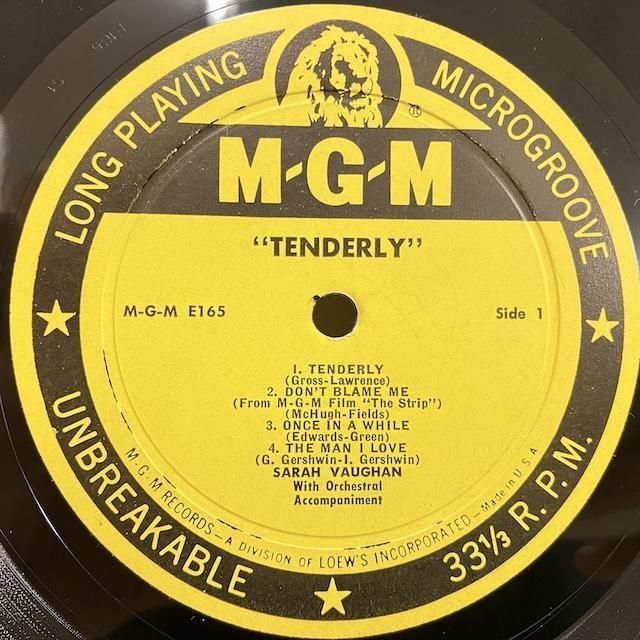 LONG PLAYING MICROGROOVE
®
M-G-M
"TENDERLY"
M-G-M E165
Side 1
1. TENDERLY
(Gross-Lawrence)
2. DON'T BLAME ME
(From M-G-M Film "The Strip")
(McHugh-Fields)
3. ONCE IN A WHILE
(Edwards-Green)
4. THE MAN I LOVE
(G. Gershwin-I. Gershwin)
SARAH VAUGHAN
With Orchestral
Accompaniment
M-G-M RECORDS—A DIVISION OF LOEW'S INCORPORATED—Made in U S A
UNBREAKABLE
33⅓ R.P.M.